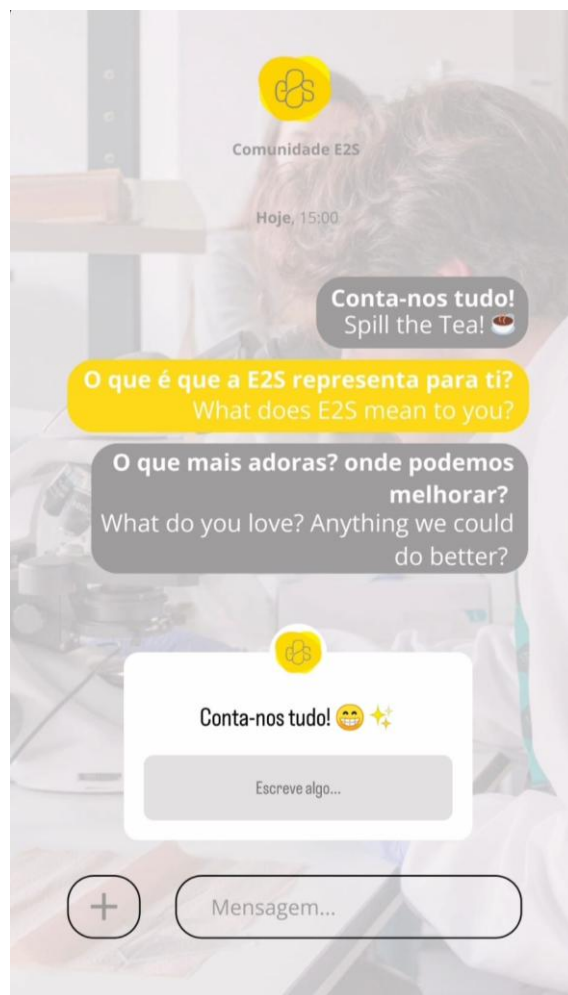 Comunidade E2S
Hoje, 15:00
Conta-nos tudo!
Spill the Tea! ☕
O que é que a E2S representa para ti?
What does E2S mean to you?
O que mais adoras? onde podemos
melhorar?
What do you love? Anything we could
do better?
Conta-nos tudo! 😁 ✨
Escreve algo...
Mensagem...